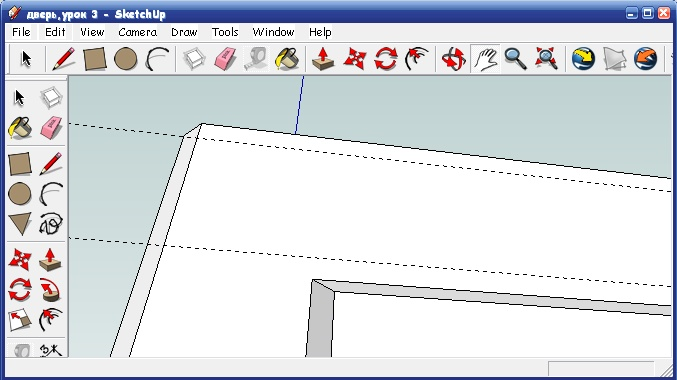 дверь,урок 3 - SketchUp
File Edit View Camera Draw Tools Window Help